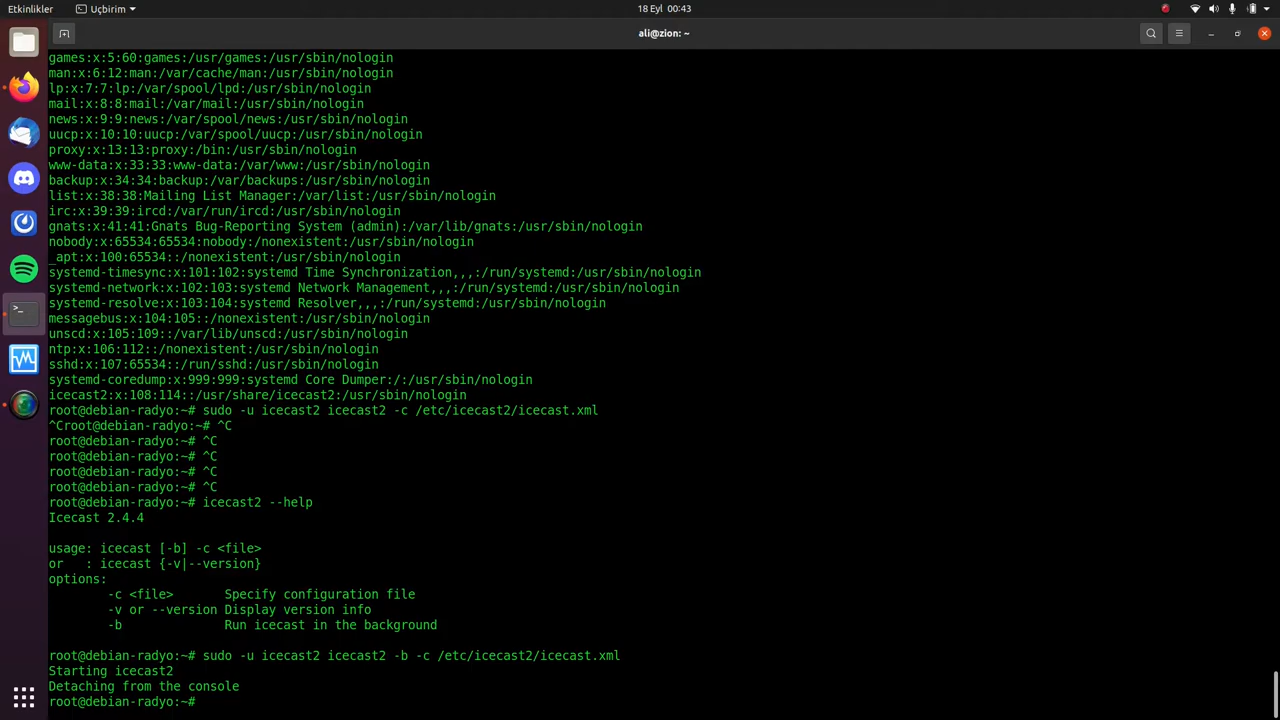 Etkinlikler
Uçbirim
18 Eyl 00:43
ali@zion: ~
games:x:5:60:games:/usr/games:/usr/sbin/nologin
man:x:6:12:man:/var/cache/man:/usr/sbin/nologin
lp:x:7:7:lp:/var/spool/lpd:/usr/sbin/nologin
mail:x:8:8:mail:/var/mail:/usr/sbin/nologin
news:x:9:9:news:/var/spool/news:/usr/sbin/nologin
uucp:x:10:10:uucp:/var/spool/uucp:/usr/sbin/nologin
proxy:x:13:13:proxy:/bin:/usr/sbin/nologin
www-data:x:33:33:www-data:/var/www:/usr/sbin/nologin
backup:x:34:34:backup:/var/backups:/usr/sbin/nologin
list:x:38:38:Mailing List Manager:/var/list:/usr/sbin/nologin
irc:x:39:39:ircd:/var/run/ircd:/usr/sbin/nologin
gnats:x:41:41:Gnats Bug-Reporting System (admin):/var/lib/gnats:/usr/sbin/nologin
nobody:x:65534:65534:nobody:/nonexistent:/usr/sbin/nologin
_apt:x:100:65534::/nonexistent:/usr/sbin/nologin
systemd-timesync:x:101:102:systemd Time Synchronization,,,:/run/systemd:/usr/sbin/nologin
systemd-network:x:102:103:systemd Network Management,,,:/run/systemd:/usr/sbin/nologin
systemd-resolve:x:103:104:systemd Resolver,,,:/run/systemd:/usr/sbin/nologin
messagebus:x:104:105::/nonexistent:/usr/sbin/nologin
unscd:x:105:109::/var/lib/unscd:/usr/sbin/nologin
ntp:x:106:112::/nonexistent:/usr/sbin/nologin
sshd:x:107:65534::/run/sshd:/usr/sbin/nologin
systemd-coredump:x:999:999:systemd Core Dumper:/:/usr/sbin/nologin
icecast2:x:108:114::/usr/share/icecast2:/usr/sbin/nologin
root@debian-radyo:~# sudo -u icecast2 icecast2 -c /etc/icecast2/icecast.xml
^Croot@debian-radyo:~# ^C
root@debian-radyo:~# ^C
root@debian-radyo:~# ^C
root@debian-radyo:~# ^C
root@debian-radyo:~# ^C
root@debian-radyo:~# icecast2 --help
Icecast 2.4.4
usage: icecast [-b] -c <file>
or   : icecast {-v|--version}
options:
-c <file>       Specify configuration file
-v or --version Display version info
-b              Run icecast in the background
root@debian-radyo:~# sudo -u icecast2 icecast2 -b -c /etc/icecast2/icecast.xml
Starting icecast2
Detaching from the console
root@debian-radyo:~#